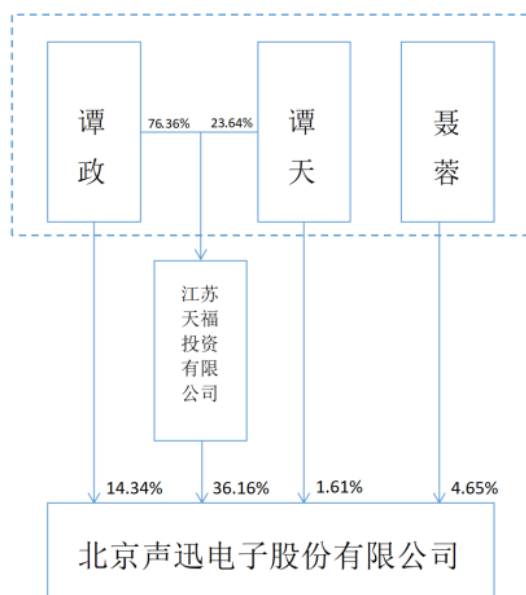 谭
政
76.36%
23.64%
谭
天
聂
蓉
江苏
天福
投资
有限
公司
14.34%
36.16%
1.61%
4.65%
北京声迅电子股份有限公司